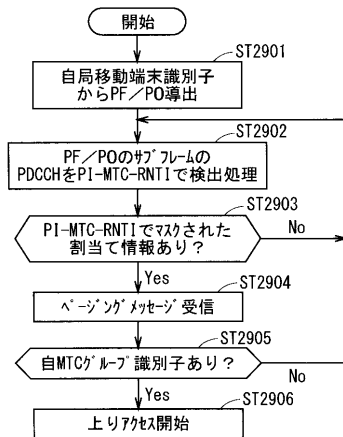 開始
ST2901
自局移動端末識別子
からPF／PO導出
ST2902
PF／POのサブフレームの
PDCCHをPI-MTC-RNTIで検出処理
ST2903
PI-MTC-RNTIでマスクされた
割当て情報あり？
No
Yes
ST2904
ページングメッセージ受信
ST2905
自MTCグループ識別子あり？
No
Yes
ST2906
上りアクセス開始